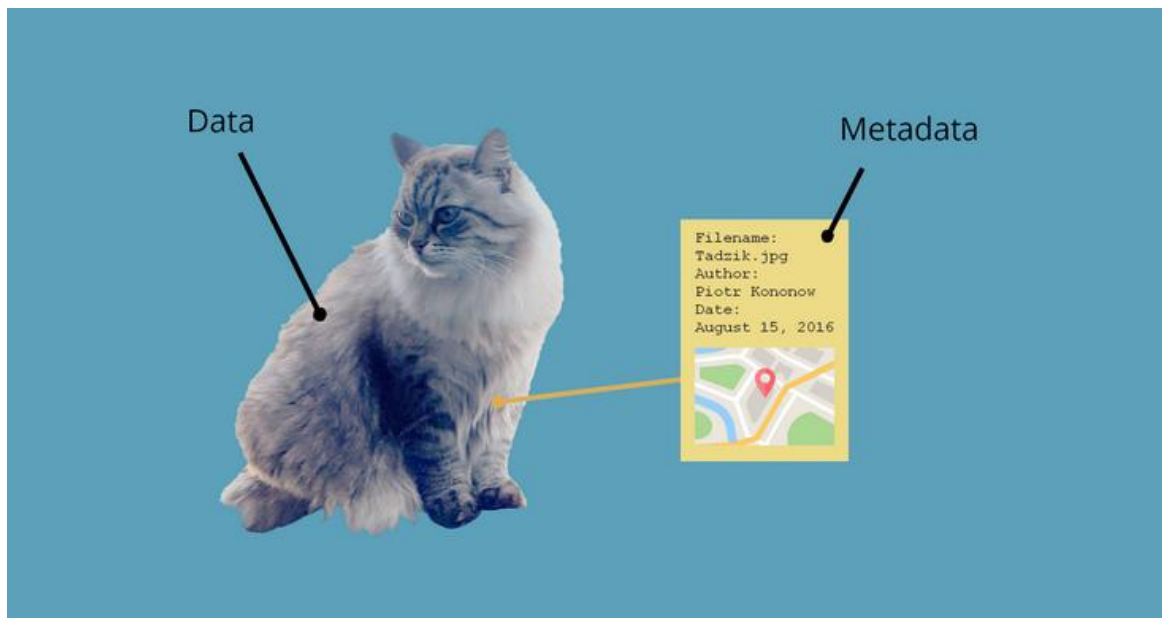 Data
Metadata
Filename:
Tadzik.jpg
Author:
Piotr Kononow
Date:
August 15, 2016